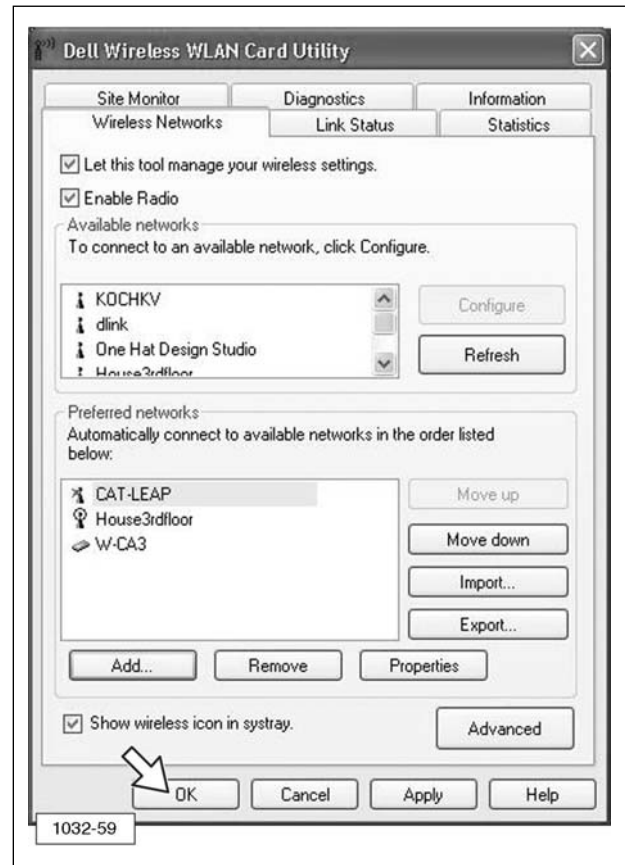 Dell Wireless WLAN Card Utility
Site Monitor Diagnostics Information
Wireless Networks Link Status Statistics
Let this tool manage your wireless settings.
Enable Radio
Available networks
To connect to an available network, click Configure.
KOCHKV
dlink
One Hat Design Studio
House3rdfloor
Configure
Refresh
Preferred networks
Automatically connect to available networks in the order listed
below:
CAT-LEAP
House3rdfloor
W-CA3
Move up
Move down
Import...
Export...
Add... Remove Properties
Show wireless icon in systray.
Advanced
OK Cancel Apply Help
1032-59